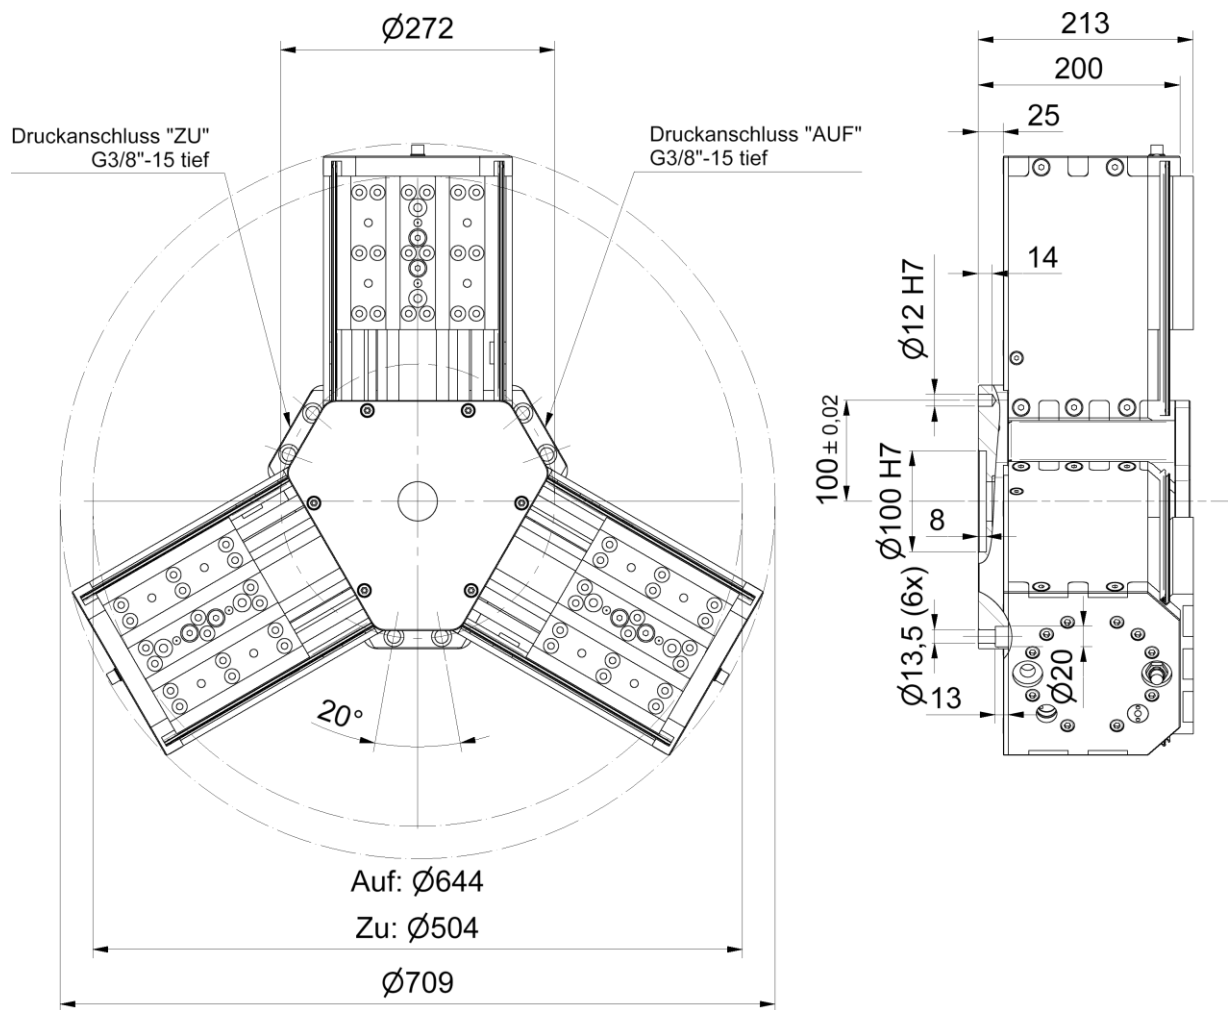 Ø272
Druckanschluss "ZU"
G3/8"-15 tief
Druckanschluss "AUF"
G3/8"-15 tief
20°
Auf: Ø644
Zu: Ø504
Ø709
213
200
25
14
Ø12 H7
100 ± 0,02
Ø100 H7
8
Ø13,5 (6x)
13
Ø20